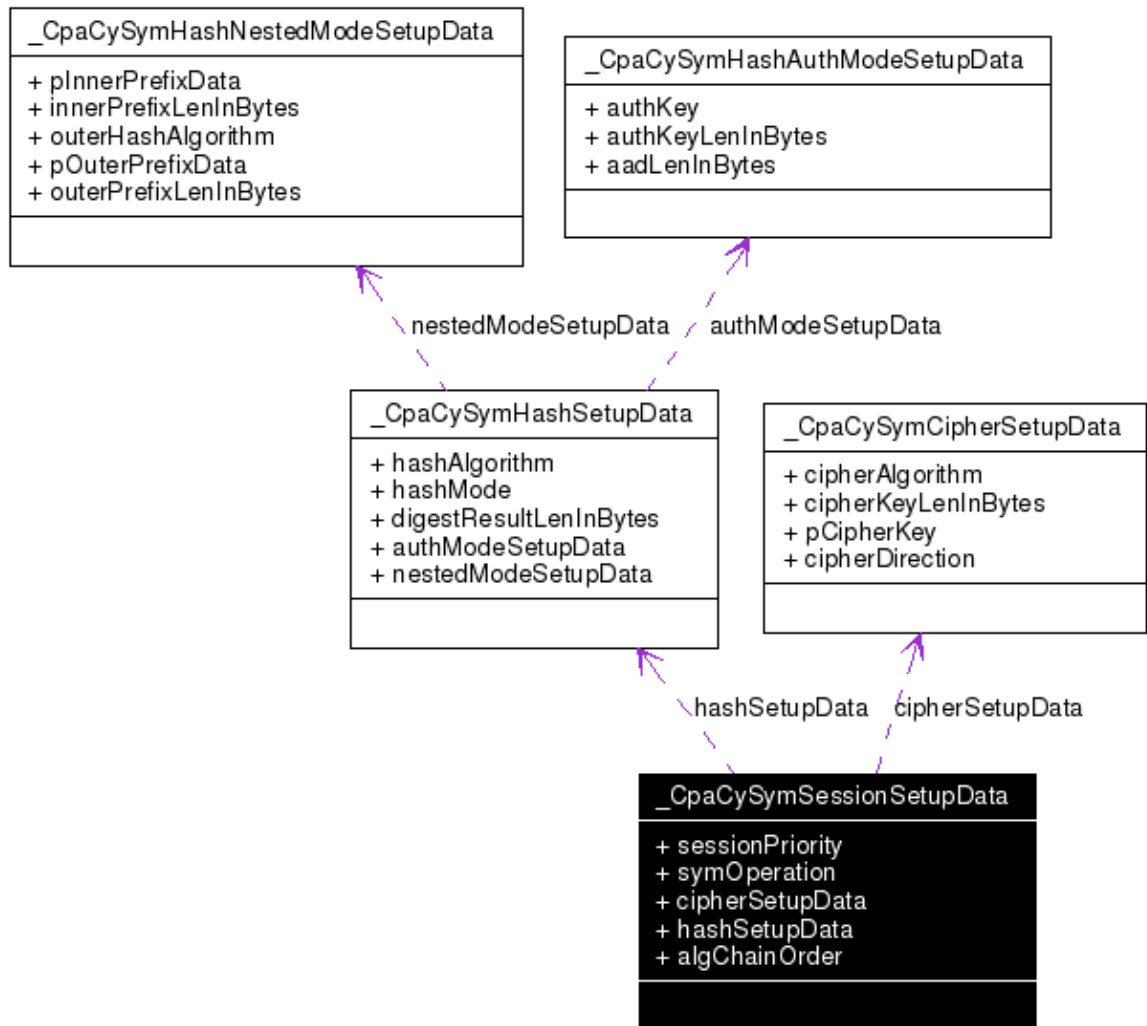 _CpaCySymHashNestedModeSetupData
+ pInnerPrefixData
+ innerPrefixLenInBytes
+ outerHashAlgorithm
+ pOuterPrefixData
+ outerPrefixLenInBytes
_CpaCySymHashAuthModeSetupData
+ authKey
+ authKeyLenInBytes
+ aadLenInBytes
nestedModeSetupData
authModeSetupData
_CpaCySymHashSetupData
+ hashAlgorithm
+ hashMode
+ digestResultLenInBytes
+ authModeSetupData
+ nestedModeSetupData
_CpaCySymCipherSetupData
+ cipherAlgorithm
+ cipherKeyLenInBytes
+ pCipherKey
+ cipherDirection
hashSetupData
cipherSetupData
_CpaCySymSessionSetupData
+ sessionPriority
+ symOperation
+ cipherSetupData
+ hashSetupData
+ algChainOrder